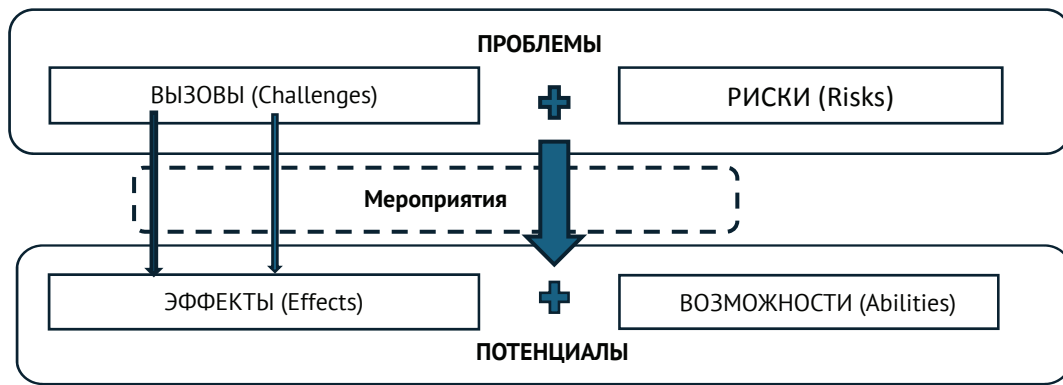 ПРОБЛЕМЫ
ВЫЗОВЫ (Challenges)
РИСКИ (Risks)
Мероприятия
ЭФФЕКТЫ (Effects)
ВОЗМОЖНОСТИ (Abilities)
ПОТЕНЦИАЛЫ